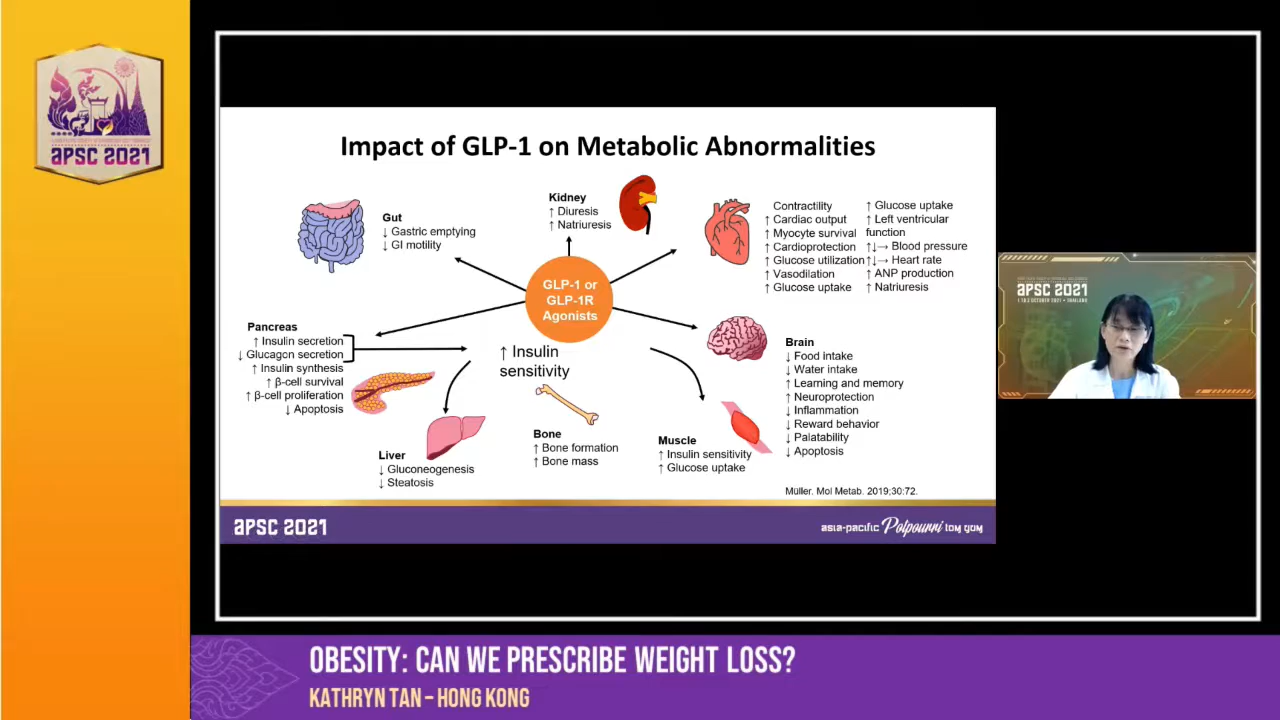 APSC 2021
Impact of GLP-1 on Metabolic Abnormalities
Gut
↓ Gastric emptying
↓ GI motility
Kidney
↑ Diuresis
↑ Natriuresis
Contractility
↑ Cardiac output
↑ Myocyte survival
↑ Cardioprotection
↑ Glucose utilization
↑ Vasodilation
↑ Glucose uptake
↑ Glucose uptake
↑ Left ventricular
function
↑↓→ Blood pressure
↑↓→ Heart rate
↑ ANP production
↑ Natriuresis
GLP-1 or
GLP-1R
Agonists
Pancreas
↑ Insulin secretion
↓ Glucagon secretion
↑ Insulin synthesis
↑ β-cell survival
↑ β-cell proliferation
↓ Apoptosis
↑ Insulin
sensitivity
Brain
↓ Food intake
↓ Water intake
↑ Learning and memory
↑ Neuroprotection
↓ Inflammation
↓ Reward behavior
↓ Palatability
↓ Apoptosis
Liver
↓ Gluconeogenesis
↓ Steatosis
Bone
↑ Bone formation
↑ Bone mass
Muscle
↑ Insulin sensitivity
↑ Glucose uptake
Müller. Mol Metab. 2019;30:72.
APSC 2021
asia-pacific Potpourri tom yum
APSC 2021
OBESITY: CAN WE PRESCRIBE WEIGHT LOSS?
KATHRYN TAN – HONG KONG